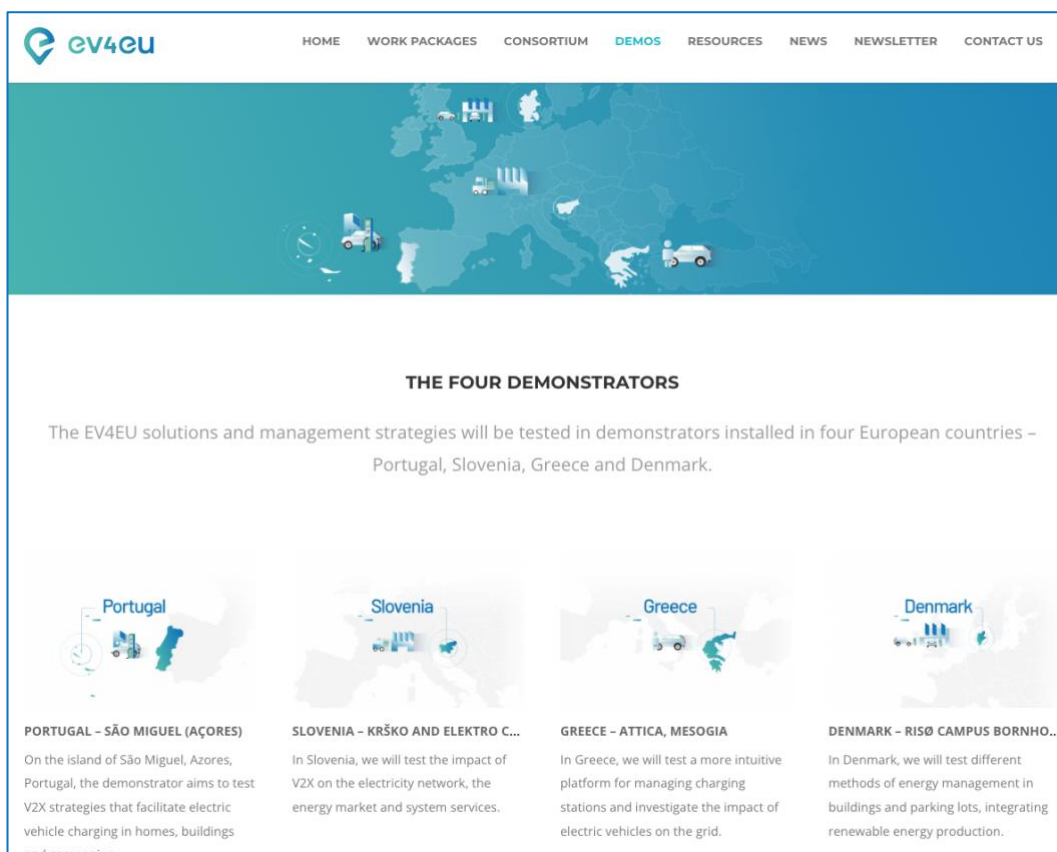 ev4eu
HOME WORK PACKAGES CONSORTIUM DEMOS RESOURCES NEWS NEWSLETTER CONTACT US
THE FOUR DEMONSTRATORS
The EV4EU solutions and management strategies will be tested in demonstrators installed in four European countries –
Portugal, Slovenia, Greece and Denmark.
Portugal
Slovenia
Greece
Denmark
PORTUGAL – SÃO MIGUEL (AÇORES)
On the island of São Miguel, Azores,
Portugal, the demonstrator aims to test
V2X strategies that facilitate electric
vehicle charging in homes, buildings
SLOVENIA – KRŠKO AND ELEKTRO C...
In Slovenia, we will test the impact of
V2X on the electricity network, the
energy market and system services.
GREECE – ATTICA, MESOGIA
In Greece, we will test a more intuitive
platform for managing charging
stations and investigate the impact of
electric vehicles on the grid.
DENMARK – RISØ CAMPUS BORNHO...
In Denmark, we will test different
methods of energy management in
buildings and parking lots, integrating
renewable energy production.